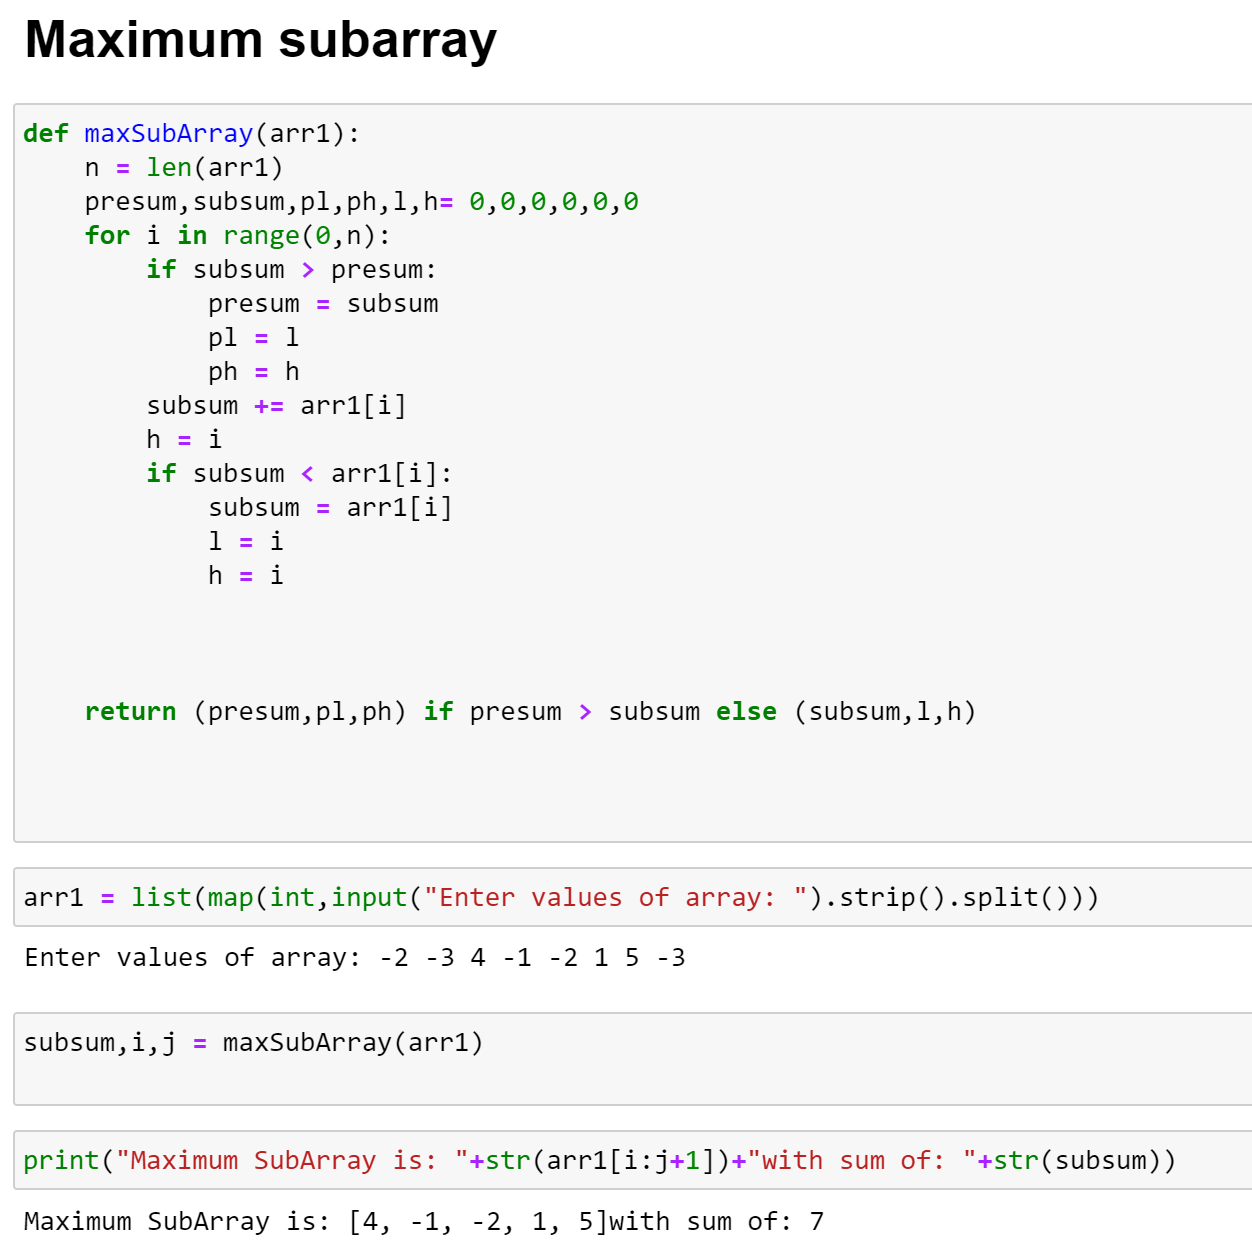 Maximum subarray
def maxSubArray(arr1):
    n = len(arr1)
    presum,subsum,pl,ph,l,h= 0,0,0,0,0,0
    for i in range(0,n):
        if subsum > presum:
            presum = subsum
            pl = l
            ph = h
        subsum += arr1[i]
        h = i
        if subsum < arr1[i]:
            subsum = arr1[i]
            l = i
            h = i
    return (presum,pl,ph) if presum > subsum else (subsum,l,h)
arr1 = list(map(int,input("Enter values of array: ").strip().split()))
Enter values of array: -2 -3 4 -1 -2 1 5 -3
subsum,i,j = maxSubArray(arr1)
print("Maximum SubArray is: "+str(arr1[i:j+1])+"with sum of: "+str(subsum))
Maximum SubArray is: [4, -1, -2, 1, 5]with sum of: 7